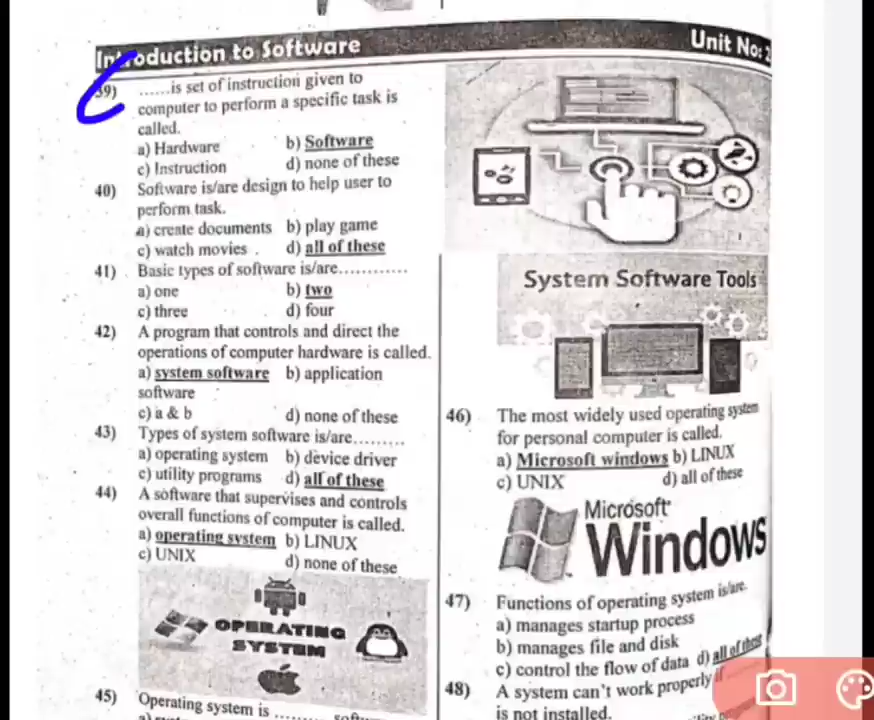 Introduction to Software
Unit No: 2
39) ......is set of instruction given to
computer to perform a specific task is
called.
a) Hardware b) Software
c) Instruction d) none of these
40) Software is/are design to help user to
perform task.
a) create documents b) play game
c) watch movies . d) all of these
41) Basic types of software is/are............
a) one b) two
c) three d) four
42) A program that controls and direct the
operations of computer hardware is called.
a) system software b) application
software
c) a & b d) none of these
43) Types of system software is/are.........
a) operating system b) device driver
c) utility programs d) all of these
44) A software that supervises and controls
overall functions of computer is called.
a) operating system b) LINUX
c) UNIX d) none of these
OPERATING
SYSTEM
45) Operating system is ........
System Software Tools
46) The most widely used operating system
for personal computer is called.
a) Microsoft windows b) LINUX
c) UNIX d) all of these
Microsoft
Windows
47) Functions of operating system is/are.
a) manages startup process
b) manages file and disk
c) control the flow of data d) all of these
48) A system can't work properly if
is not installed.